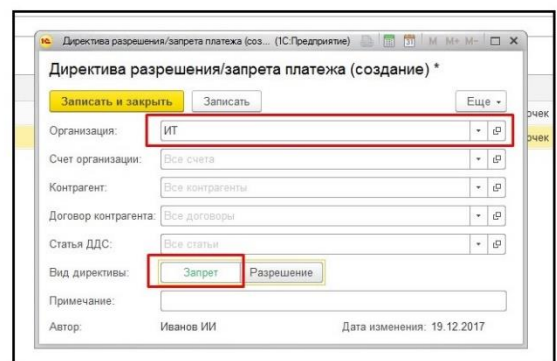 1С Директива разрешения/запрета платежа (соз... (1С:Предприятие) 31 M M+ M-
Директива разрешения/запрета платежа (создание) *
Записать и закрыть Записать Еще
Организация: ИТ
Счет организации: Все счета
Контрагент: Все контрагенты
Договор контрагента: Все договоры
Статья ДДС: Все статьи
Вид директивы: Запрет Разрешение
Примечание:
Автор: Иванов ИИ Дата изменения: 19.12.2017
очек
очек